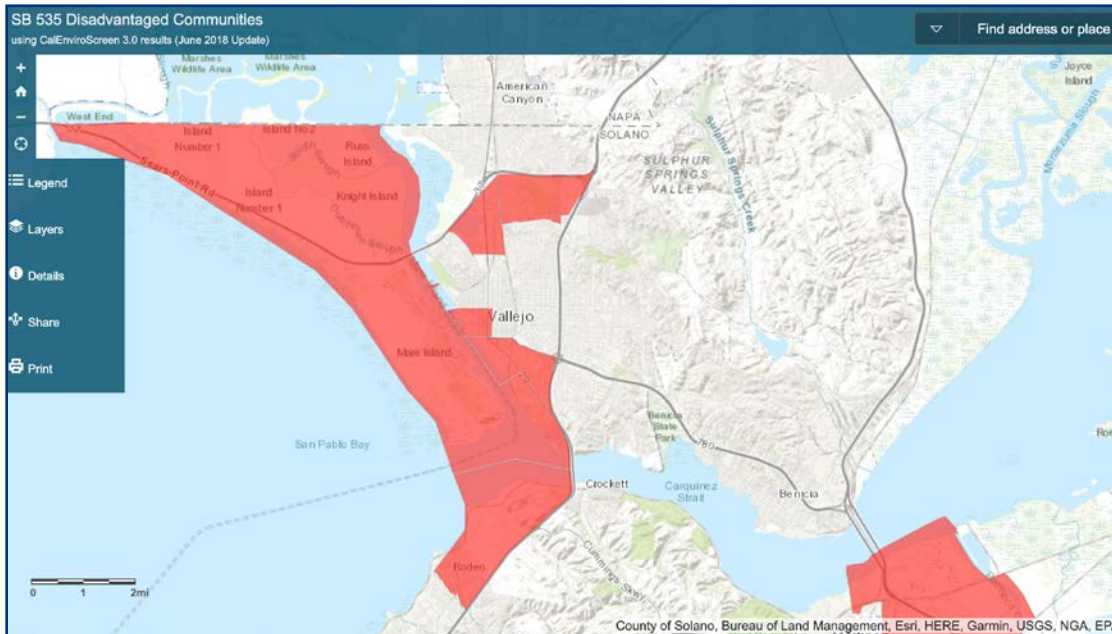 SB 535 Disadvantaged Communities
using CalEnviroScreen 3.0 results (June 2018 Update)
Find address or place
Marshes
Wildlife Area
Marshes
Wildlife Area
American
Canyon
Joyce
Island
West End
NAPA
SOLANO
Island
Number 1
Island No 2
Russ
Island
Knight Island
Island
Number 1
Sears Point Rd
SULPHUR
SPRINGS
VALLEY
Sulphur Springs Creek
Montezuma Slough
Legend
Layers
Details
Share
Print
Vallejo
Mare Island
San Pablo Bay
Benicia
State
Park
780
Crockett
Carquinez
Strait
Benicia
Cummings Skwy
Rodeo
0 1 2mi
County of Solano, Bureau of Land Management, Esri, HERE, Garmin, USGS, NGA, EP